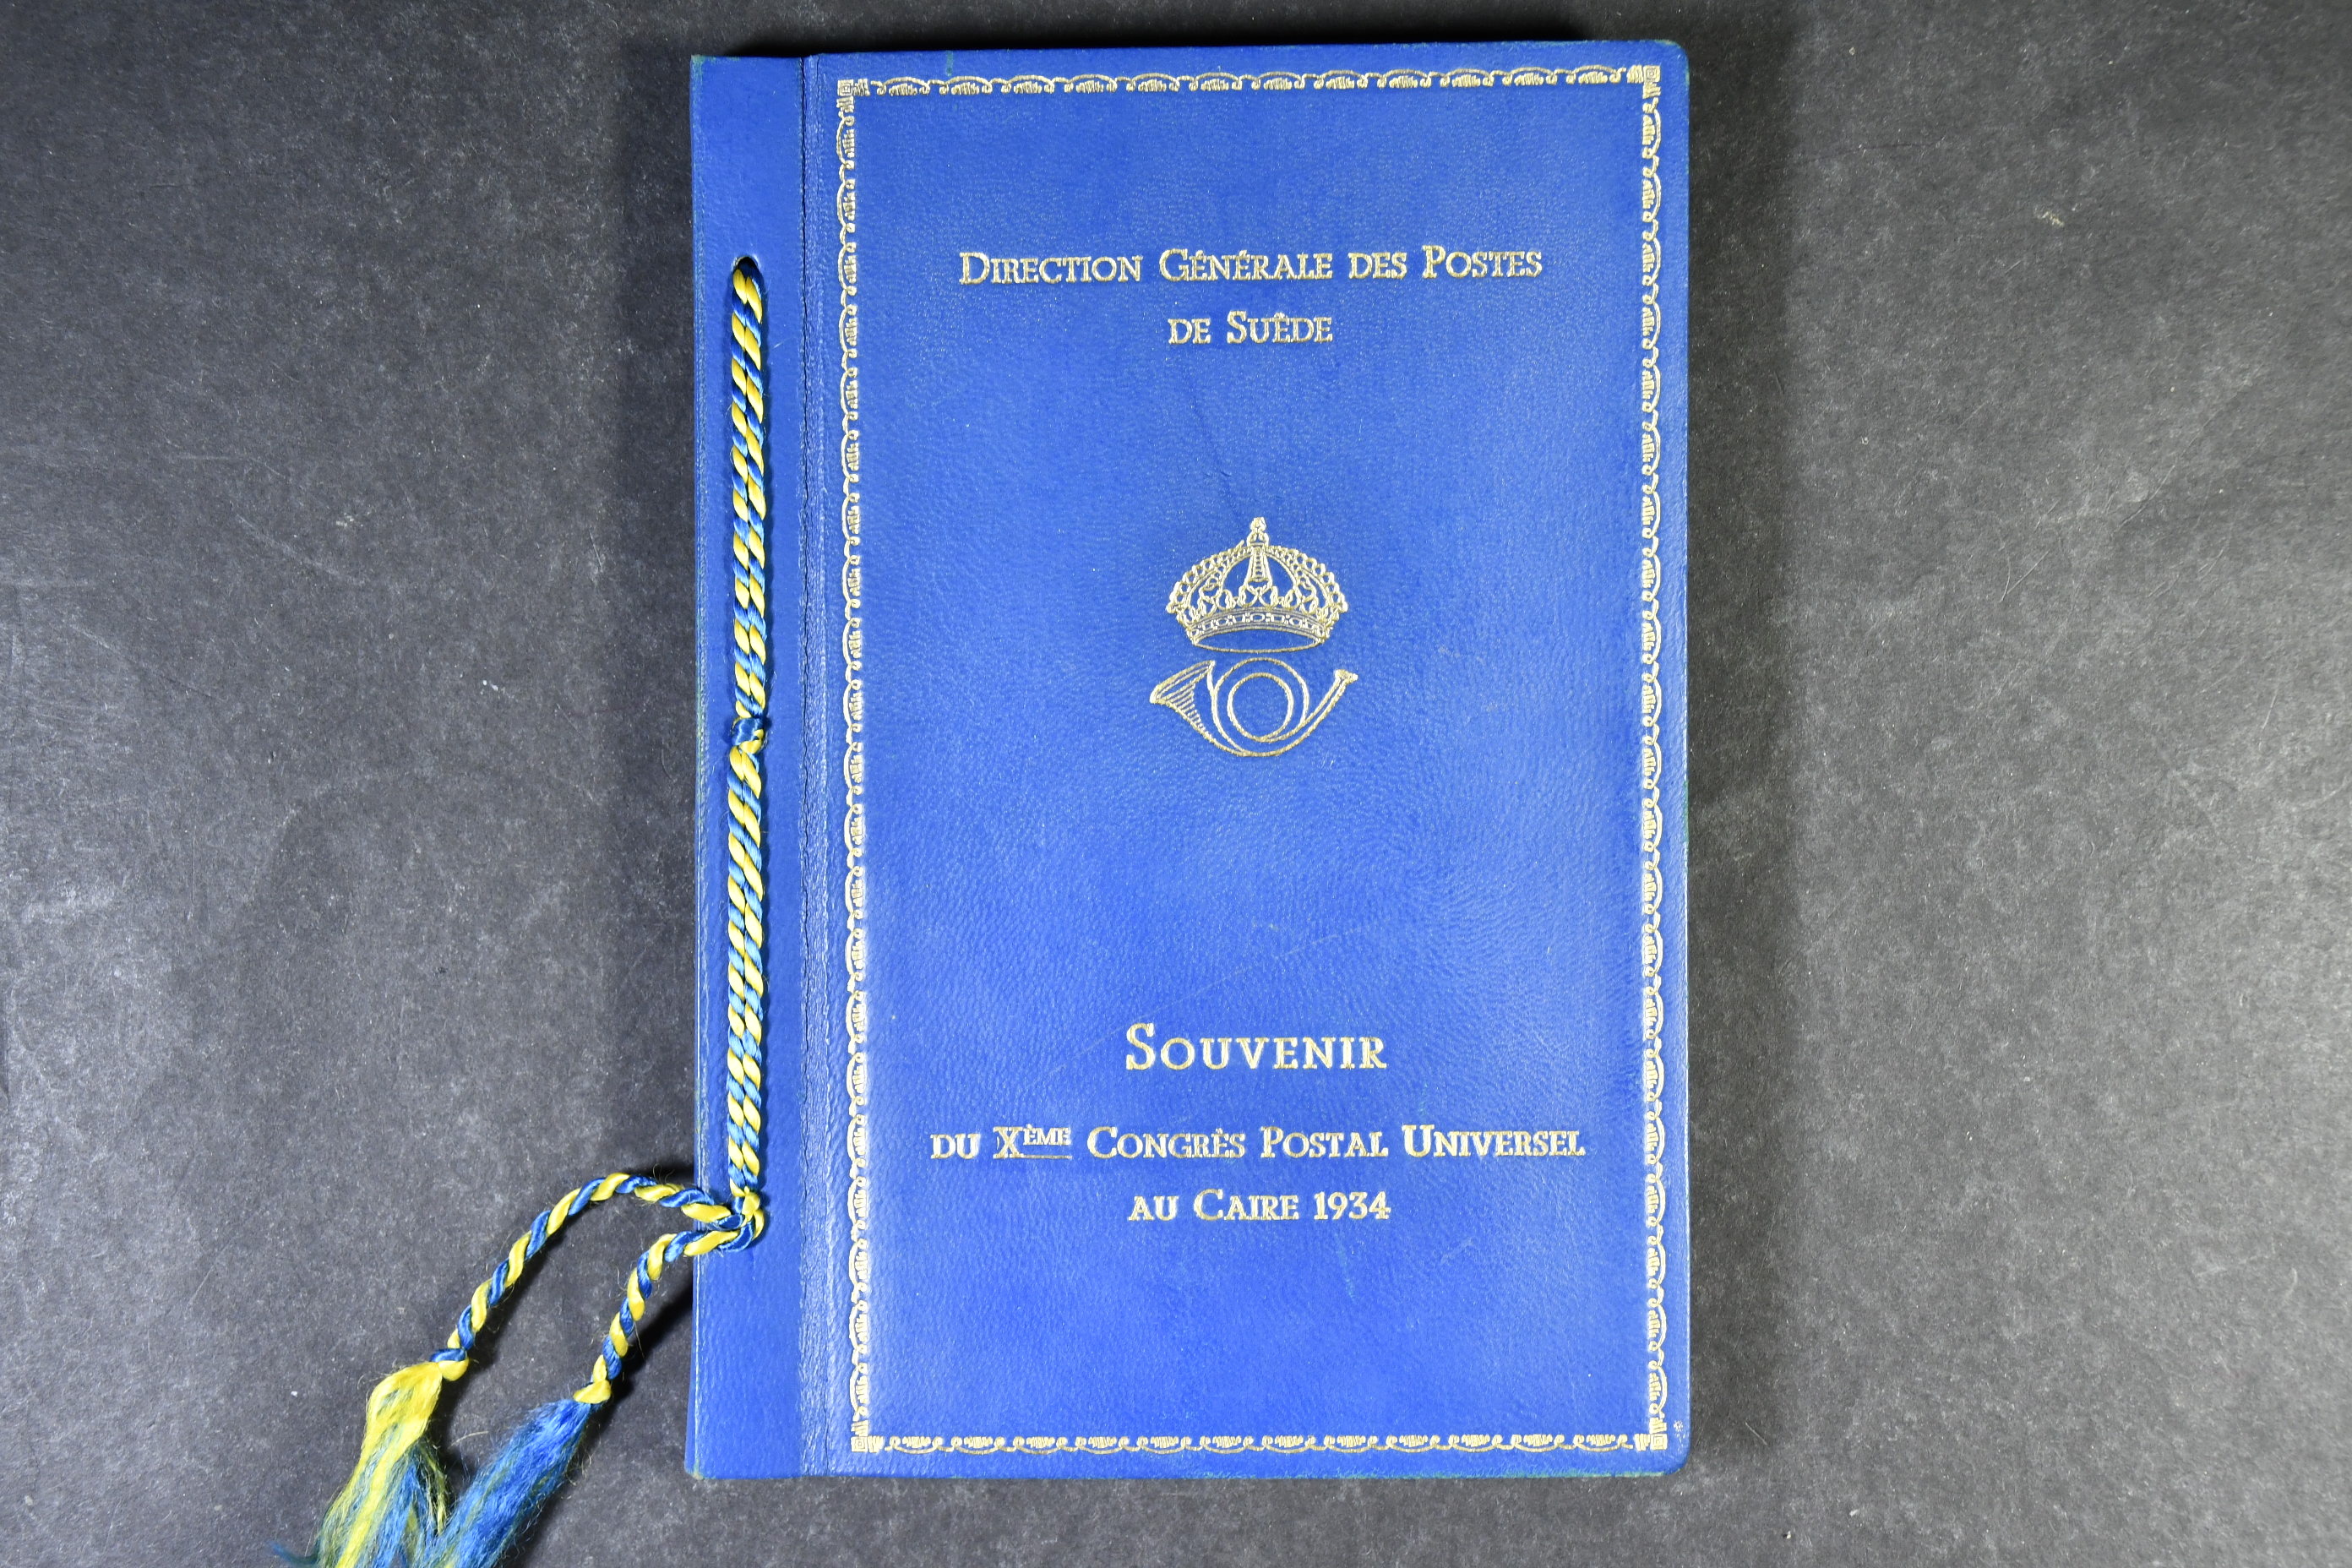 DIRECTION GÉNÉRALE DES POSTES
DE SUÈDE
SOUVENIR
DU XÈME CONGRÈS POSTAL UNIVERSEL
AU CAIRE 1934